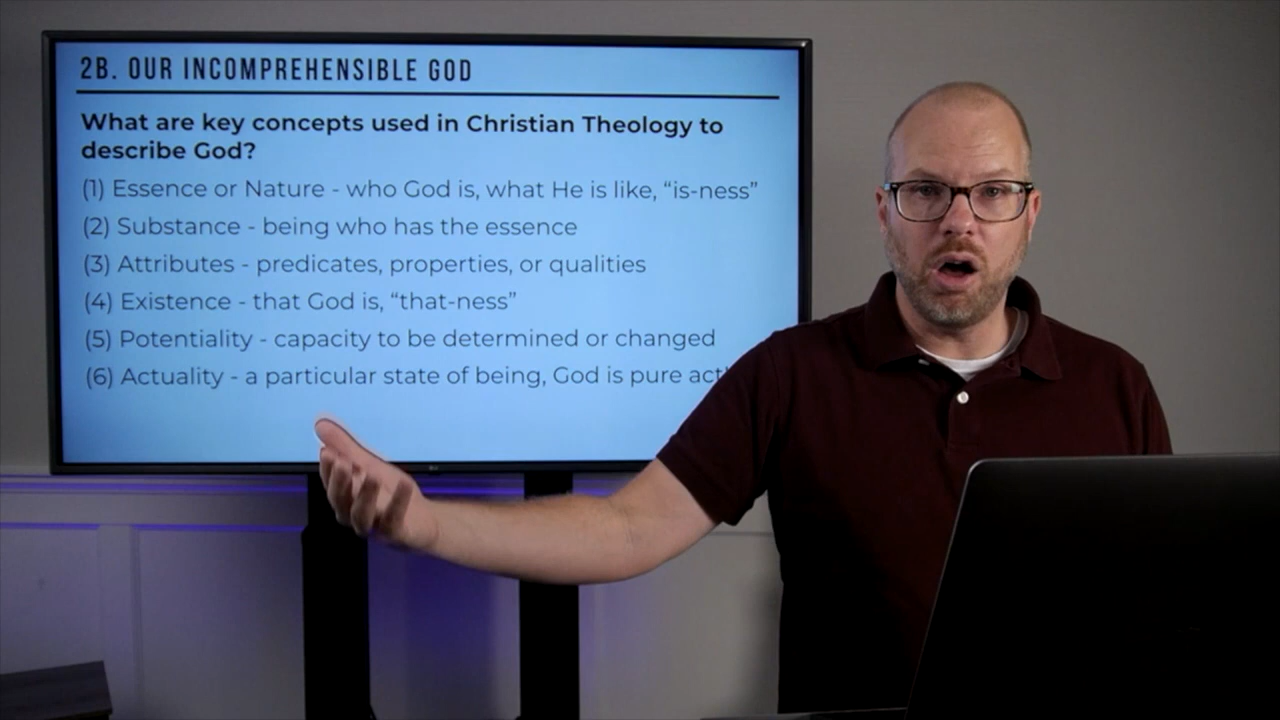 2B. OUR INCOMPREHENSIBLE GOD
What are key concepts used in Christian Theology to
describe God?
(1) Essence or Nature - who God is, what He is like, “is-ness”
(2) Substance - being who has the essence
(3) Attributes - predicates, properties, or qualities
(4) Existence - that God is, “that-ness”
(5) Potentiality - capacity to be determined or changed
(6) Actuality - a particular state of being, God is pure act